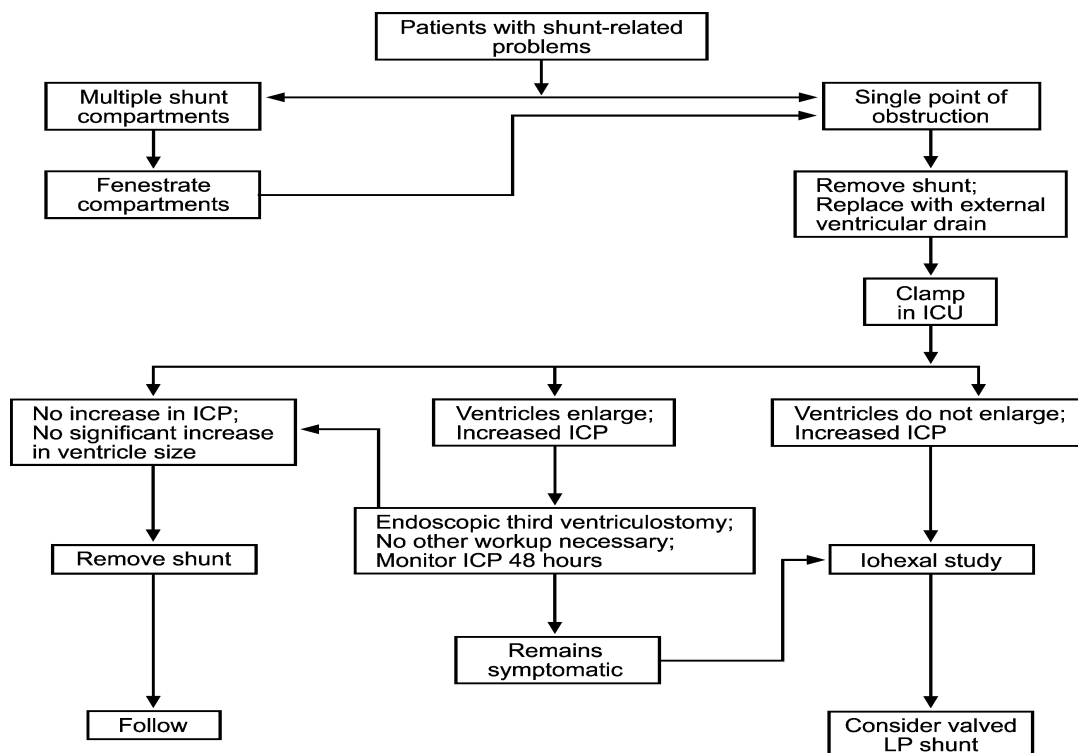 Patients with shunt-related
problems
Multiple shunt
compartments
Single point of
obstruction
Fenestrate
compartments
Remove shunt;
Replace with external
ventricular drain
Clamp
in ICU
No increase in ICP;
No significant increase
in ventricle size
Ventricles enlarge;
Increased ICP
Ventricles do not enlarge;
Increased ICP
Endoscopic third ventriculostomy;
No other workup necessary;
Monitor ICP 48 hours
Remove shunt
Iohexal study
Remains
symptomatic
Follow
Consider valved
LP shunt